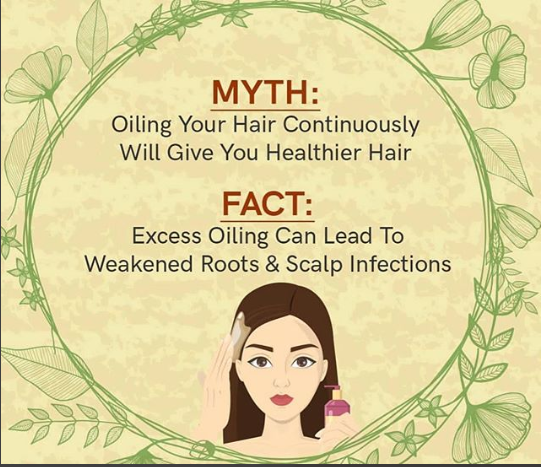 MYTH:
Oiling Your Hair Continuously
Will Give You Healthier Hair
FACT:
Excess Oiling Can Lead To
Weakened Roots & Scalp Infections